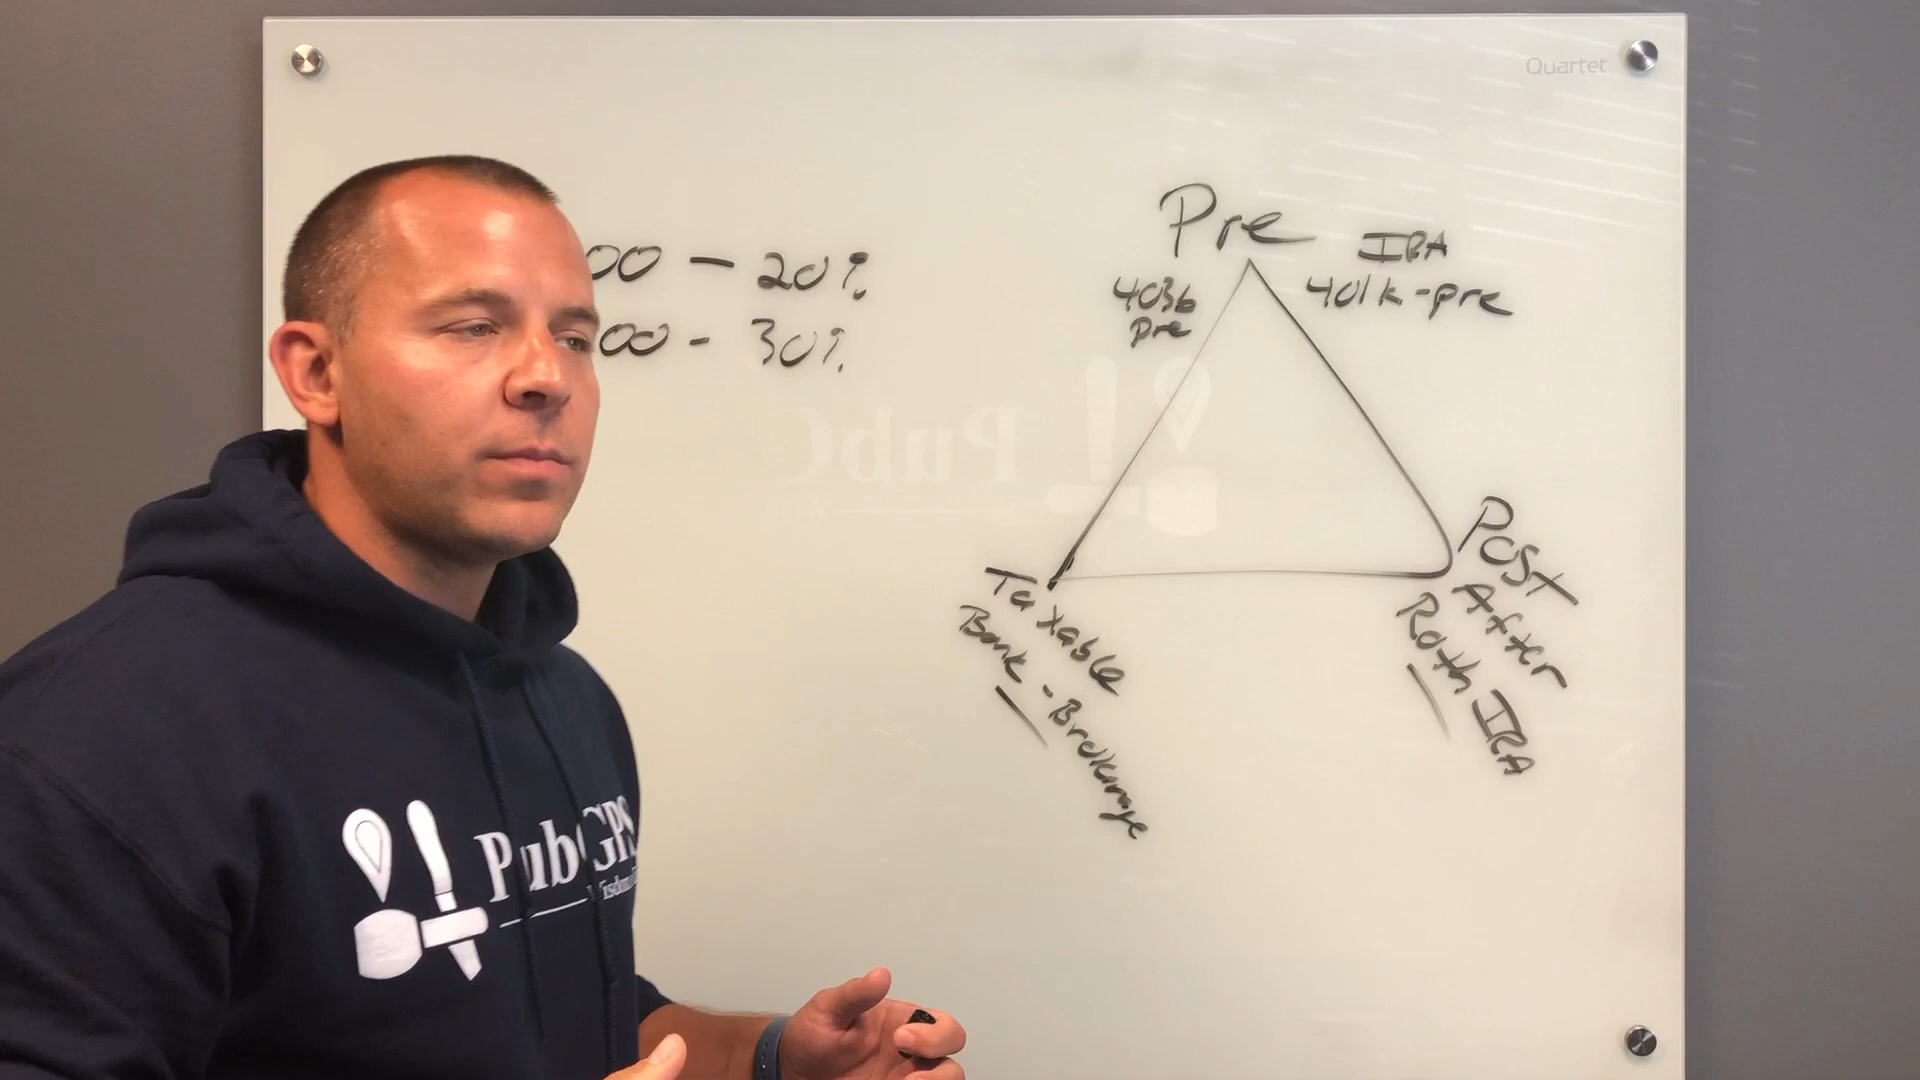 Quartet
00 - 20%
00 - 30%
Pre
IRA
403b
Pre
401k-pre
Post
After
Roth IRA
Taxable
Bank - Brokerage
PubGPS